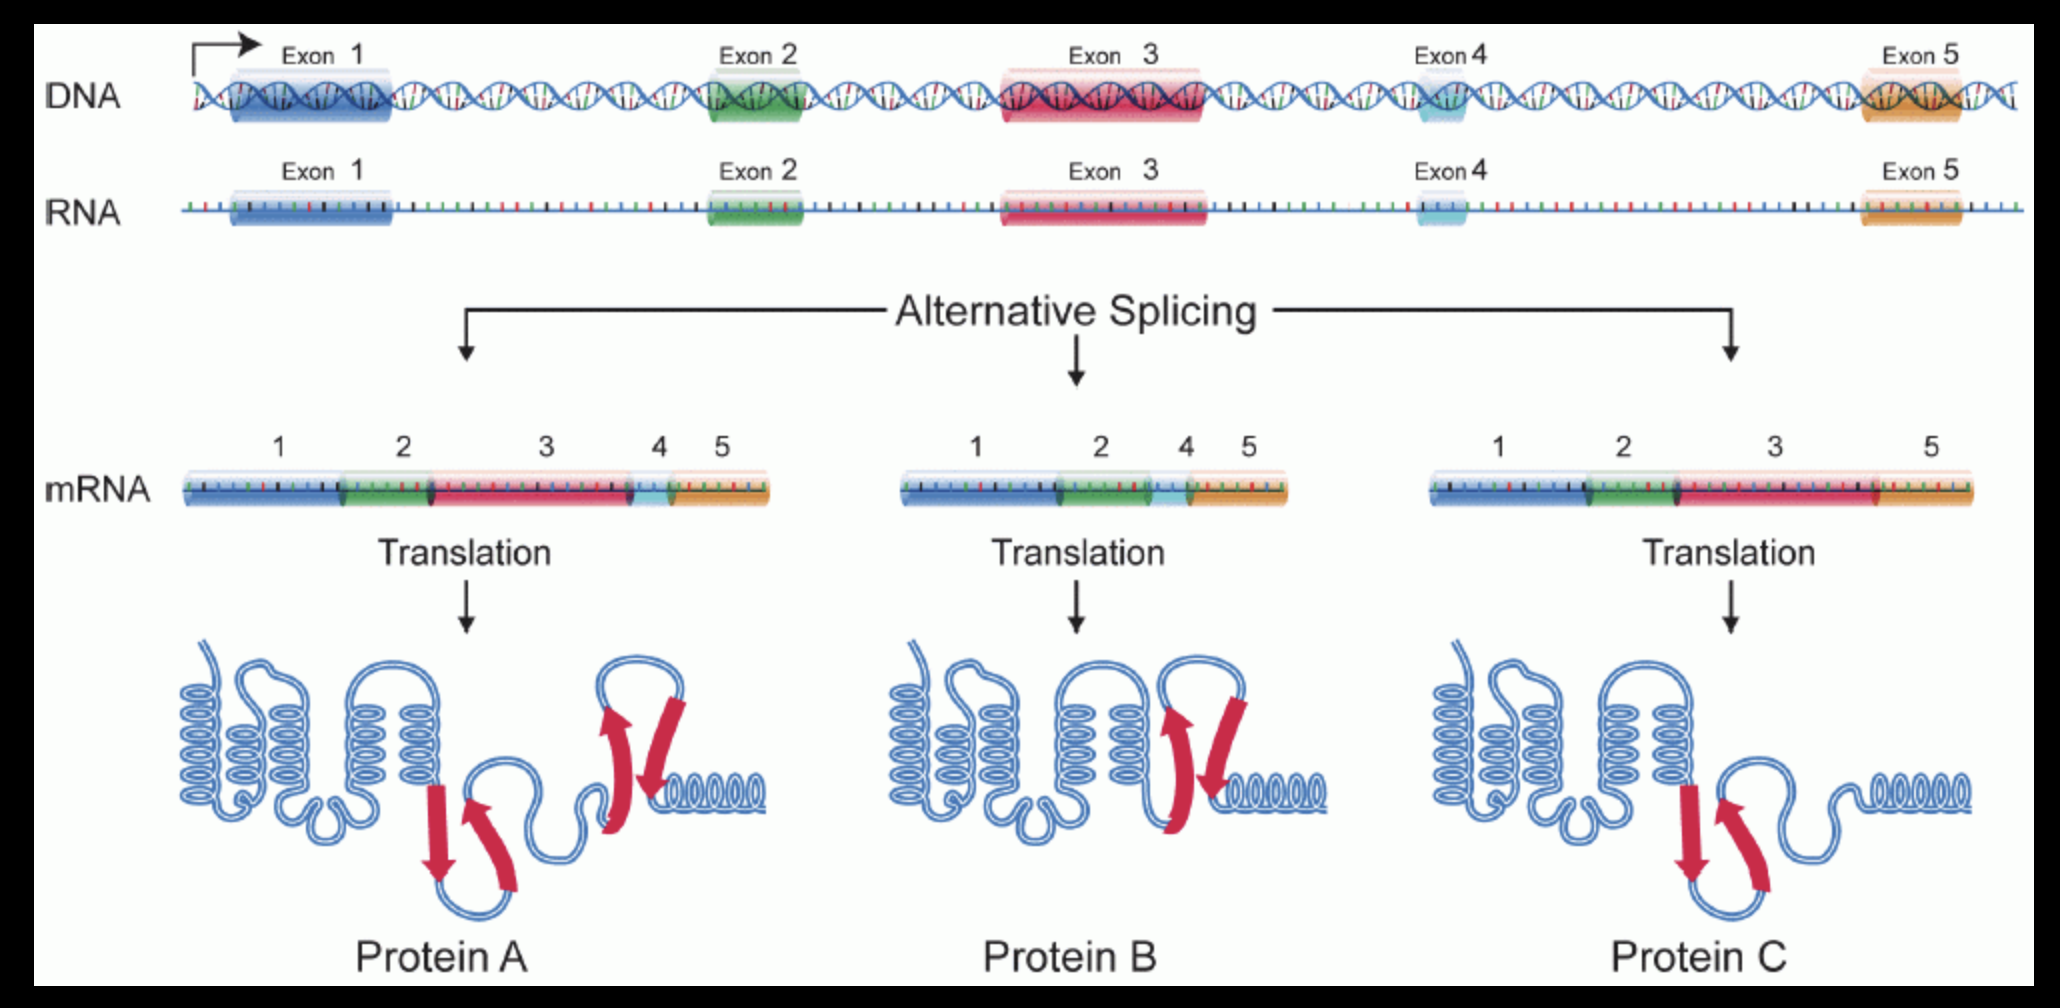 Exon 1 Exon 2 Exon 3 Exon 4 Exon 5
DNA
Exon 1 Exon 2 Exon 3 Exon 4 Exon 5
RNA
Alternative Splicing
1 2 3 4 5 1 2 4 5 1 2 3 5
mRNA
Translation Translation Translation
Protein A Protein B Protein C